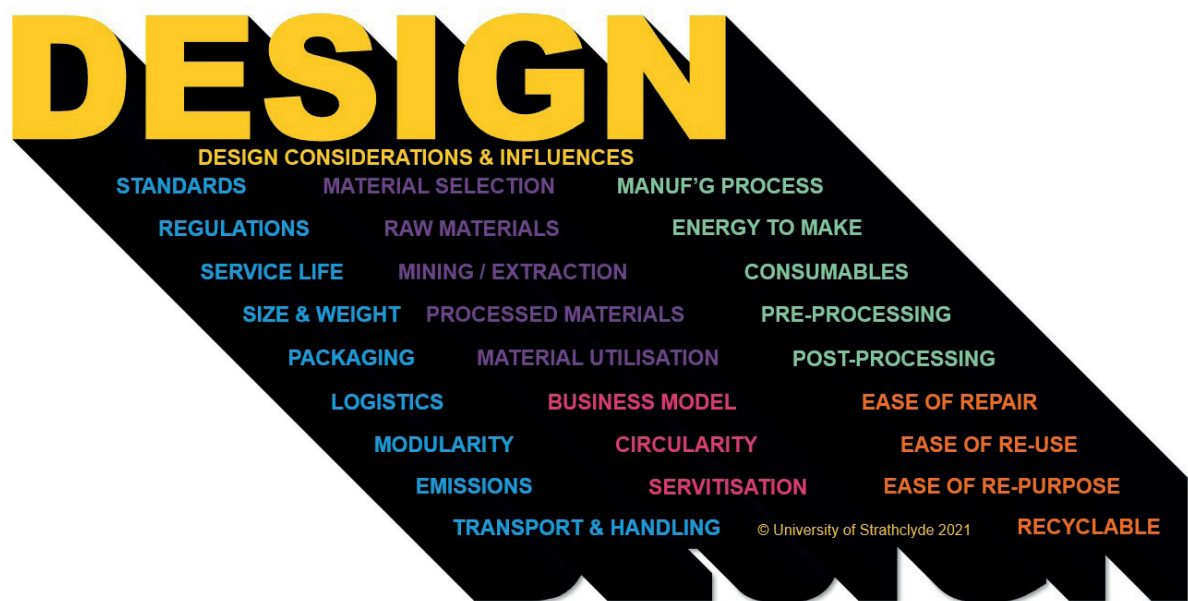 DESIGN
DESIGN CONSIDERATIONS & INFLUENCES
STANDARDS MATERIAL SELECTION MANUF'G PROCESS
REGULATIONS RAW MATERIALS ENERGY TO MAKE
SERVICE LIFE MINING / EXTRACTION CONSUMABLES
SIZE & WEIGHT PROCESSED MATERIALS PRE-PROCESSING
PACKAGING MATERIAL UTILISATION POST-PROCESSING
LOGISTICS BUSINESS MODEL EASE OF REPAIR
MODULARITY CIRCULARITY EASE OF RE-USE
EMISSIONS SERVITISATION EASE OF RE-PURPOSE
TRANSPORT & HANDLING © University of Strathclyde 2021 RECYCLABLE